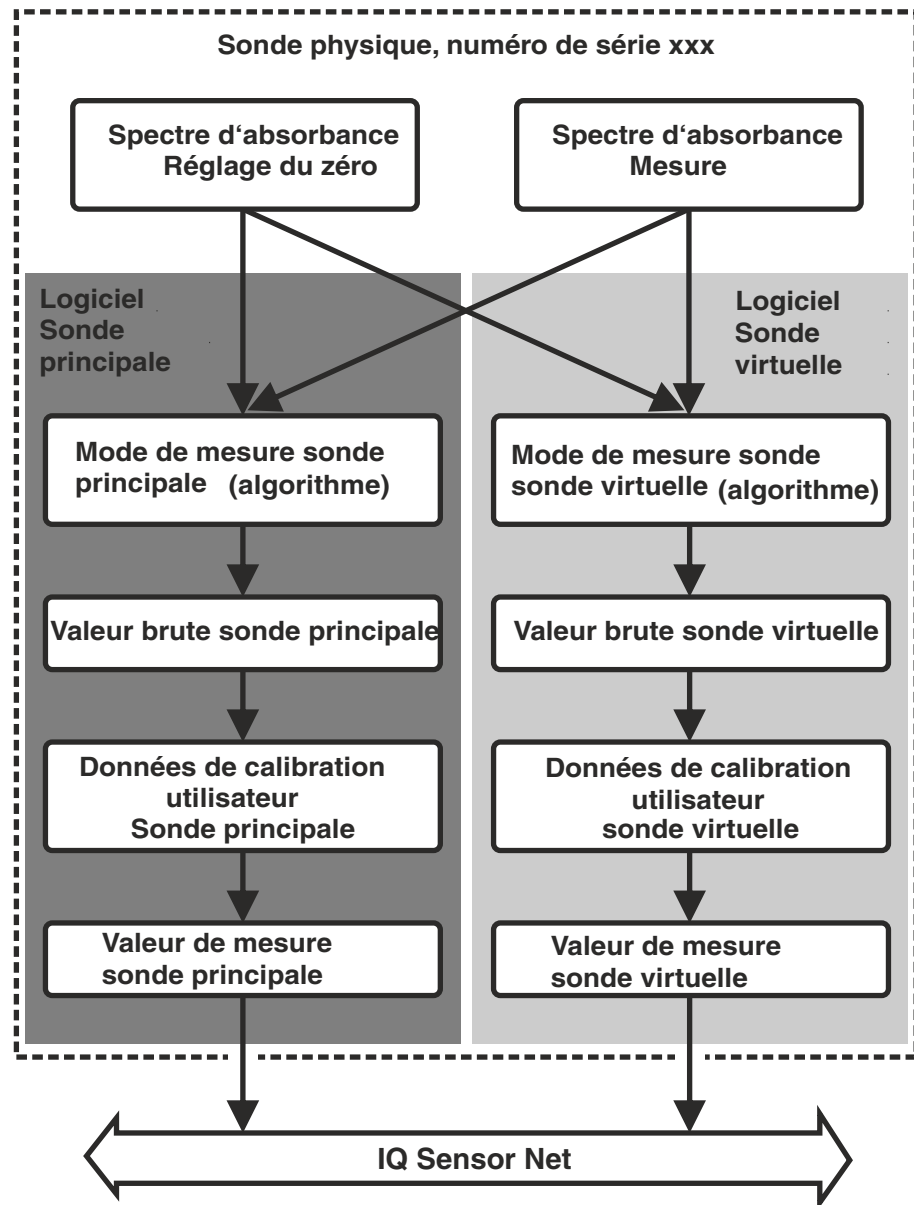 Sonde physique, numéro de série xxx
Spectre d‘absorbance
Réglage du zéro
Spectre d‘absorbance
Mesure
Logiciel
Sonde
principale
Logiciel
Sonde
virtuelle
Mode de mesure sonde
principale (algorithme)
Mode de mesure sonde
sonde virtuelle (algorithme)
Valeur brute sonde principale
Valeur brute sonde virtuelle
Données de calibration
utilisateur
Sonde principale
Données de calibration
utilisateur
sonde virtuelle
Valeur de mesure
sonde principale
Valeur de mesure
sonde virtuelle
IQ Sensor Net